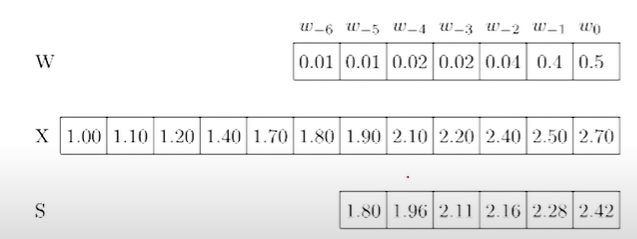 w₋₆ w₋₅ w₋₄ w₋₃ w₋₂ w₋₁ w₀
W 0.01 0.01 0.02 0.02 0.04 0.4 0.5
X 1.00 1.10 1.20 1.40 1.70 1.80 1.90 2.10 2.20 2.40 2.50 2.70
S 1.80 1.96 2.11 2.16 2.28 2.42